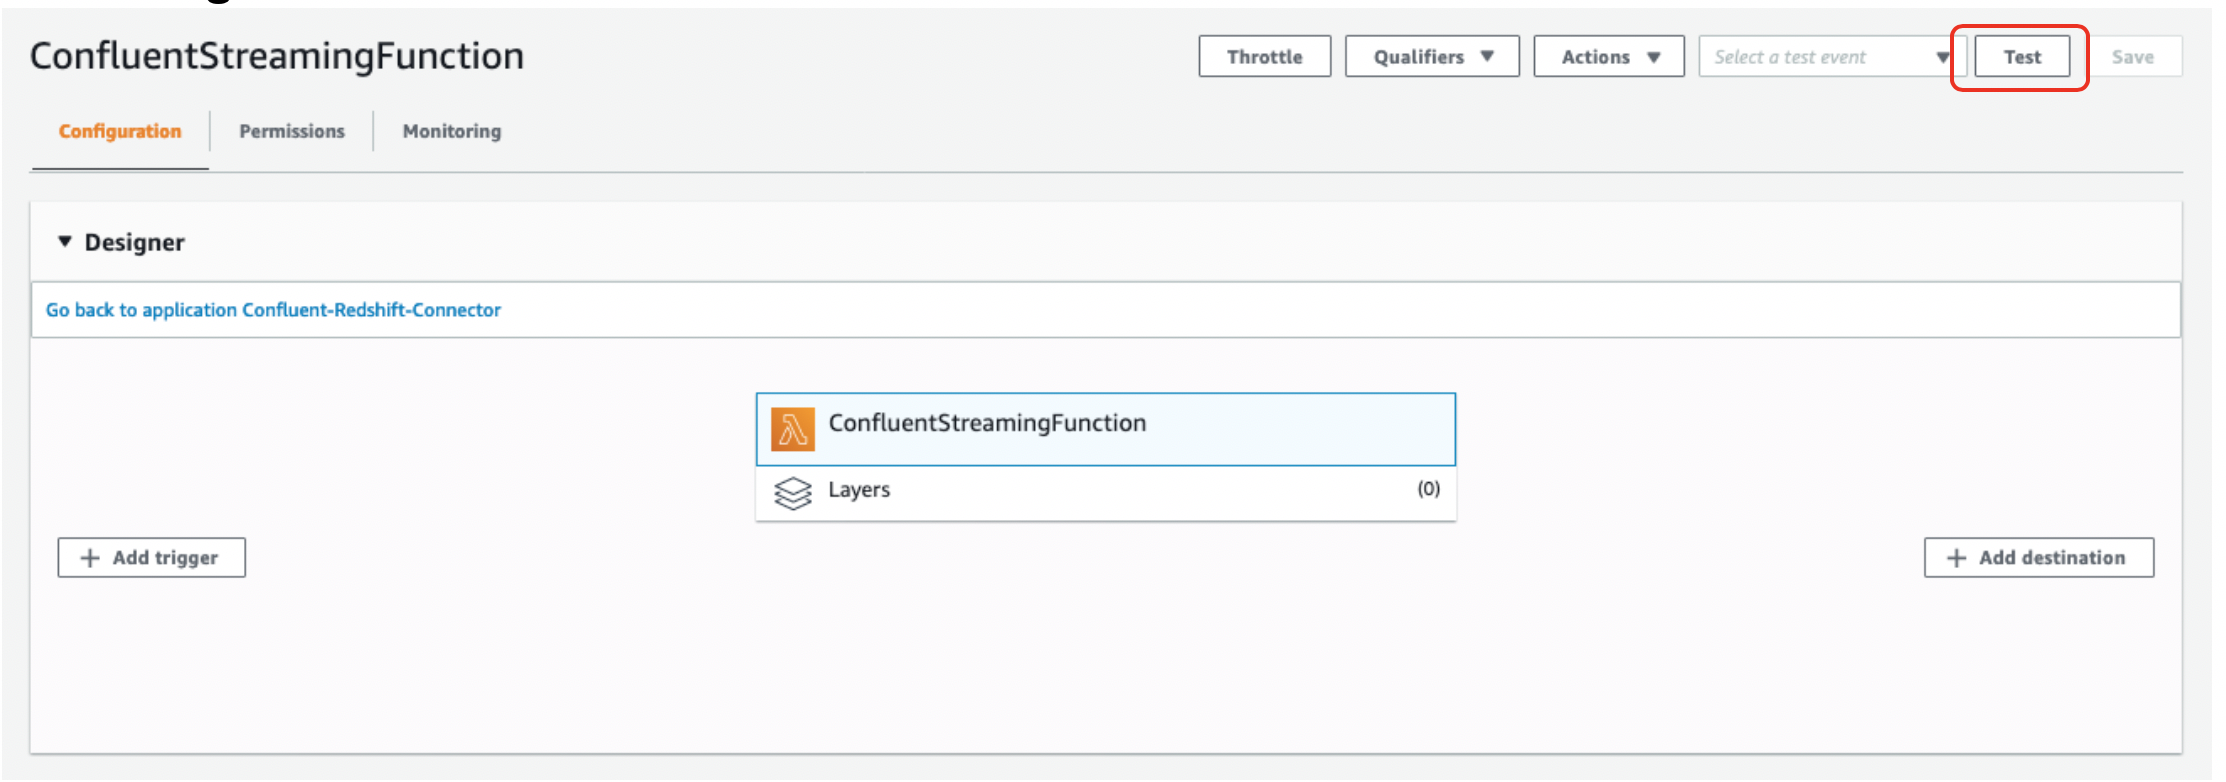 ConfluentStreamingFunction
Throttle
Qualifiers
Actions
Select a test event
Test
Save
Configuration
Permissions
Monitoring
Designer
Go back to application Confluent-Redshift-Connector
ConfluentStreamingFunction
Layers (0)
+ Add trigger
+ Add destination